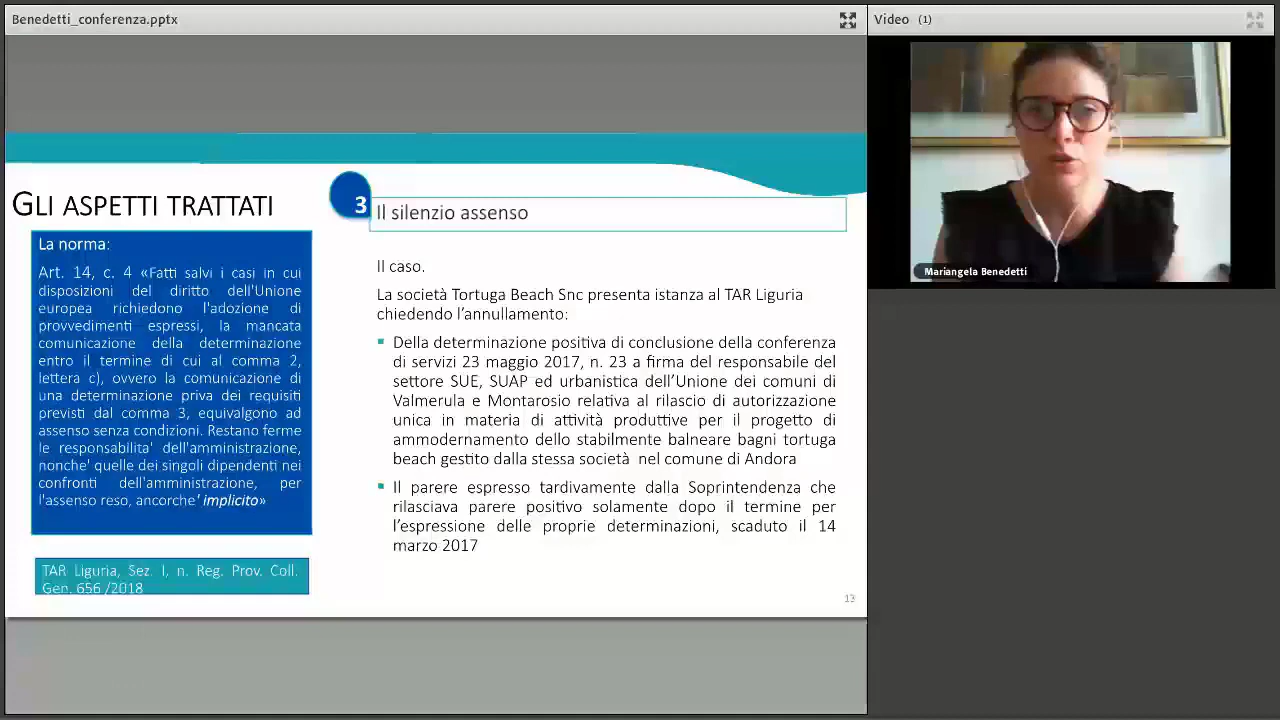 Benedetti_conferenza.pptx
Video (1)
GLI ASPETTI TRATTATI
La norma:
Art. 14, c. 4 «Fatti salvi i casi in cui
disposizioni del diritto dell'Unione
europea richiedono l'adozione di
provvedimenti espressi, la mancata
comunicazione della determinazione
entro il termine di cui al comma 2,
lettera c), ovvero la comunicazione di
una determinazione priva dei requisiti
previsti dal comma 3, equivalgono ad
assenso senza condizioni. Restano ferme
le responsabilita' dell'amministrazione,
nonche' quelle dei singoli dipendenti nei
confronti dell'amministrazione, per
l'assenso reso, ancorche' implicito»
TAR Liguria, Sez. I, n. Reg. Prov. Coll.
Gen. 656 /2018
3
Il silenzio assenso
Il caso.
La società Tortuga Beach Snc presenta istanza al TAR Liguria
chiedendo l'annullamento:
▪ Della determinazione positiva di conclusione della conferenza
di servizi 23 maggio 2017, n. 23 a firma del responsabile del
settore SUE, SUAP ed urbanistica dell'Unione dei comuni di
Valmerula e Montarosio relativa al rilascio di autorizzazione
unica in materia di attività produttive per il progetto di
ammodernamento dello stabilmente balneare bagni tortuga
beach gestito dalla stessa società nel comune di Andora
▪ Il parere espresso tardivamente dalla Soprintendenza che
rilasciava parere positivo solamente dopo il termine per
l'espressione delle proprie determinazioni, scaduto il 14
marzo 2017
13
Mariangela Benedetti